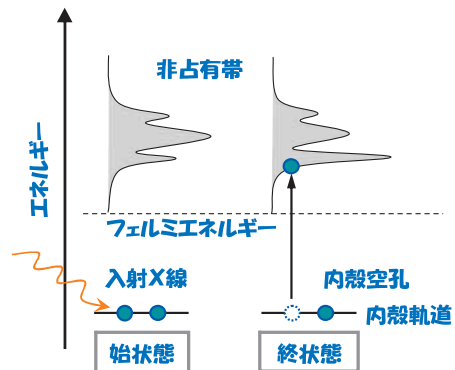 非占有帯
エネルギー
フェルミエネルギー
入射X線
内殻空孔
内殻軌道
始状態
終状態